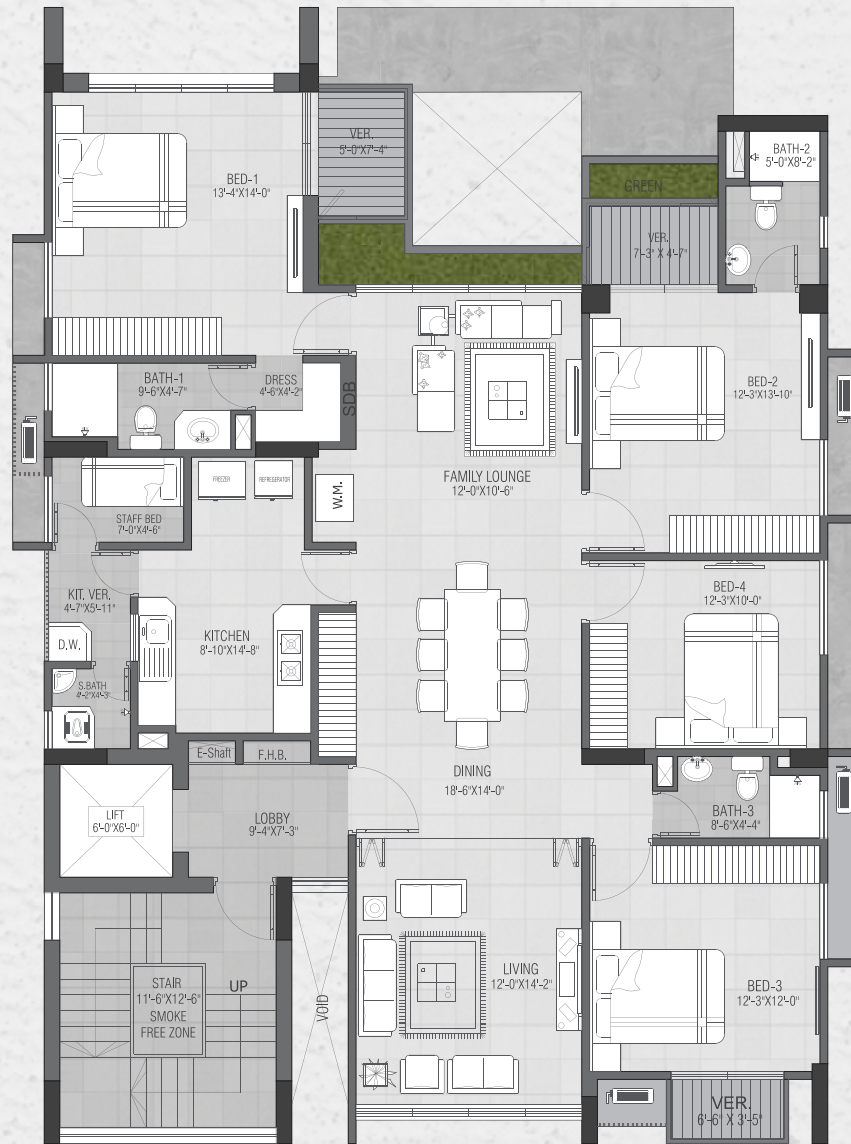 VER.
5'-0"X7'-4"
BATH-2
5'-0"X8'-2"
BED-1
13'-4"X14'-0"
GREEN
VER.
7'-3" X 4'-7"
BATH-1
9'-6"X4'-7"
DRESS
4'-6"X4'-2"
SDB
BED-2
12'-3"X13'-10"
FREEZER
REFREGERATOR
W.M.
FAMILY LOUNGE
12'-0"X10'-6"
STAFF BED
7'-0"X4'-6"
KIT. VER.
4'-7"X5'-11"
BED-4
12'-3"X10'-0"
D.W.
KITCHEN
8'-10"X14'-8"
S.BATH
4'-2"X4'-3"
E-Shaft
F.H.B.
DINING
18'-6"X14'-0"
LIFT
6'-0"X6'-0"
LOBBY
9'-4"X7'-3"
BATH-3
8'-6"X4'-4"
STAIR
11'-6"X12'-6"
SMOKE
FREE ZONE
UP
VOID
LIVING
12'-0"X14'-2"
BED-3
12'-3"X12'-0"
VER.
6'-6" X 3'-5"